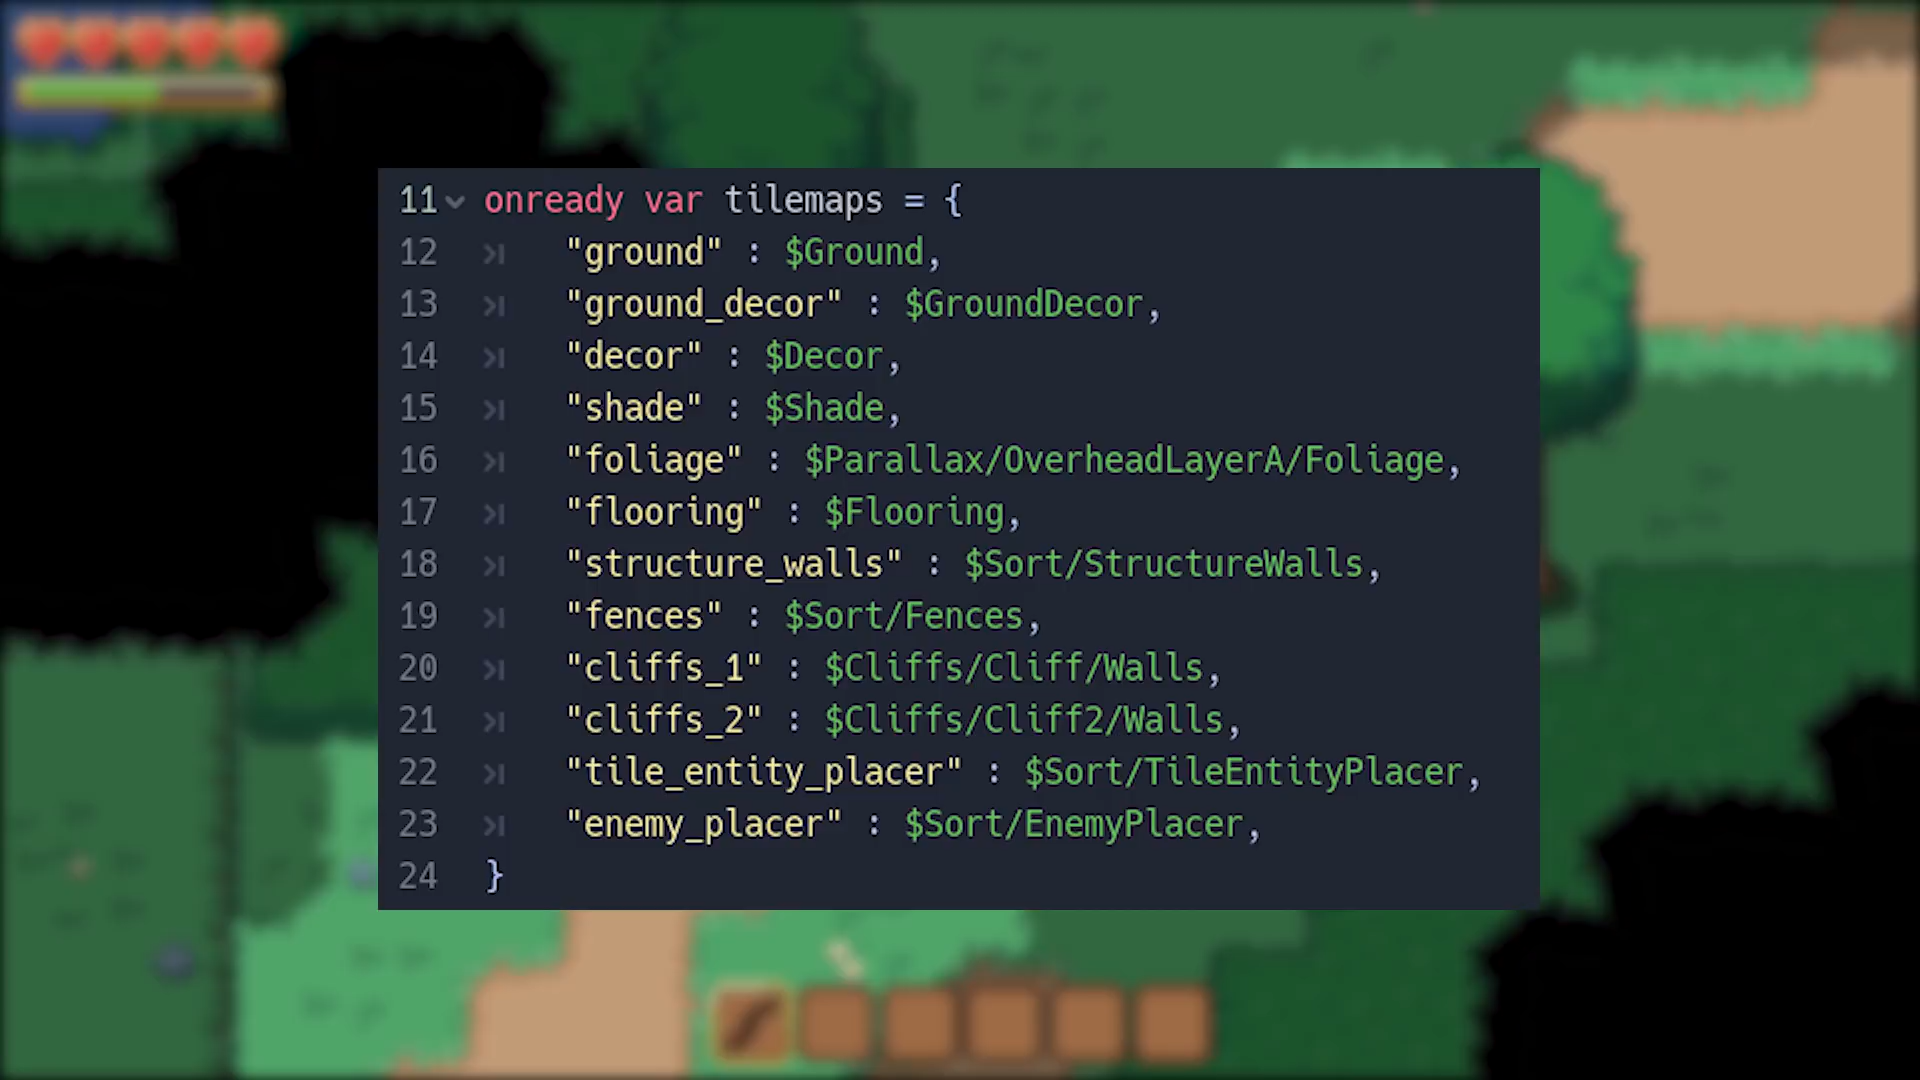 11 onready var tilemaps = {
12 "ground" : $Ground,
13 "ground_decor" : $GroundDecor,
14 "decor" : $Decor,
15 "shade" : $Shade,
16 "foliage" : $Parallax/OverheadLayerA/Foliage,
17 "flooring" : $Flooring,
18 "structure_walls" : $Sort/StructureWalls,
19 "fences" : $Sort/Fences,
20 "cliffs_1" : $Cliffs/Cliff/Walls,
21 "cliffs_2" : $Cliffs/Cliff2/Walls,
22 "tile_entity_placer" : $Sort/TileEntityPlacer,
23 "enemy_placer" : $Sort/EnemyPlacer,
24 }